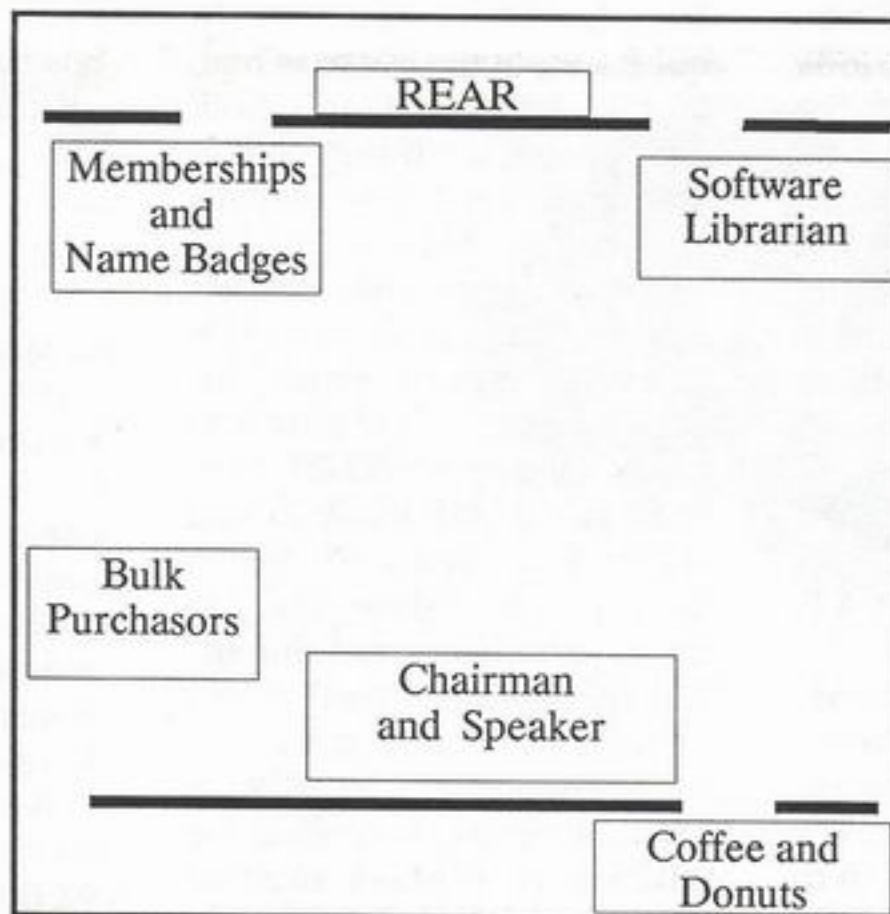 REAR
Memberships
and
Name Badges
Software
Librarian
Bulk
Purchasors
Chairman
and Speaker
Coffee and
Donuts